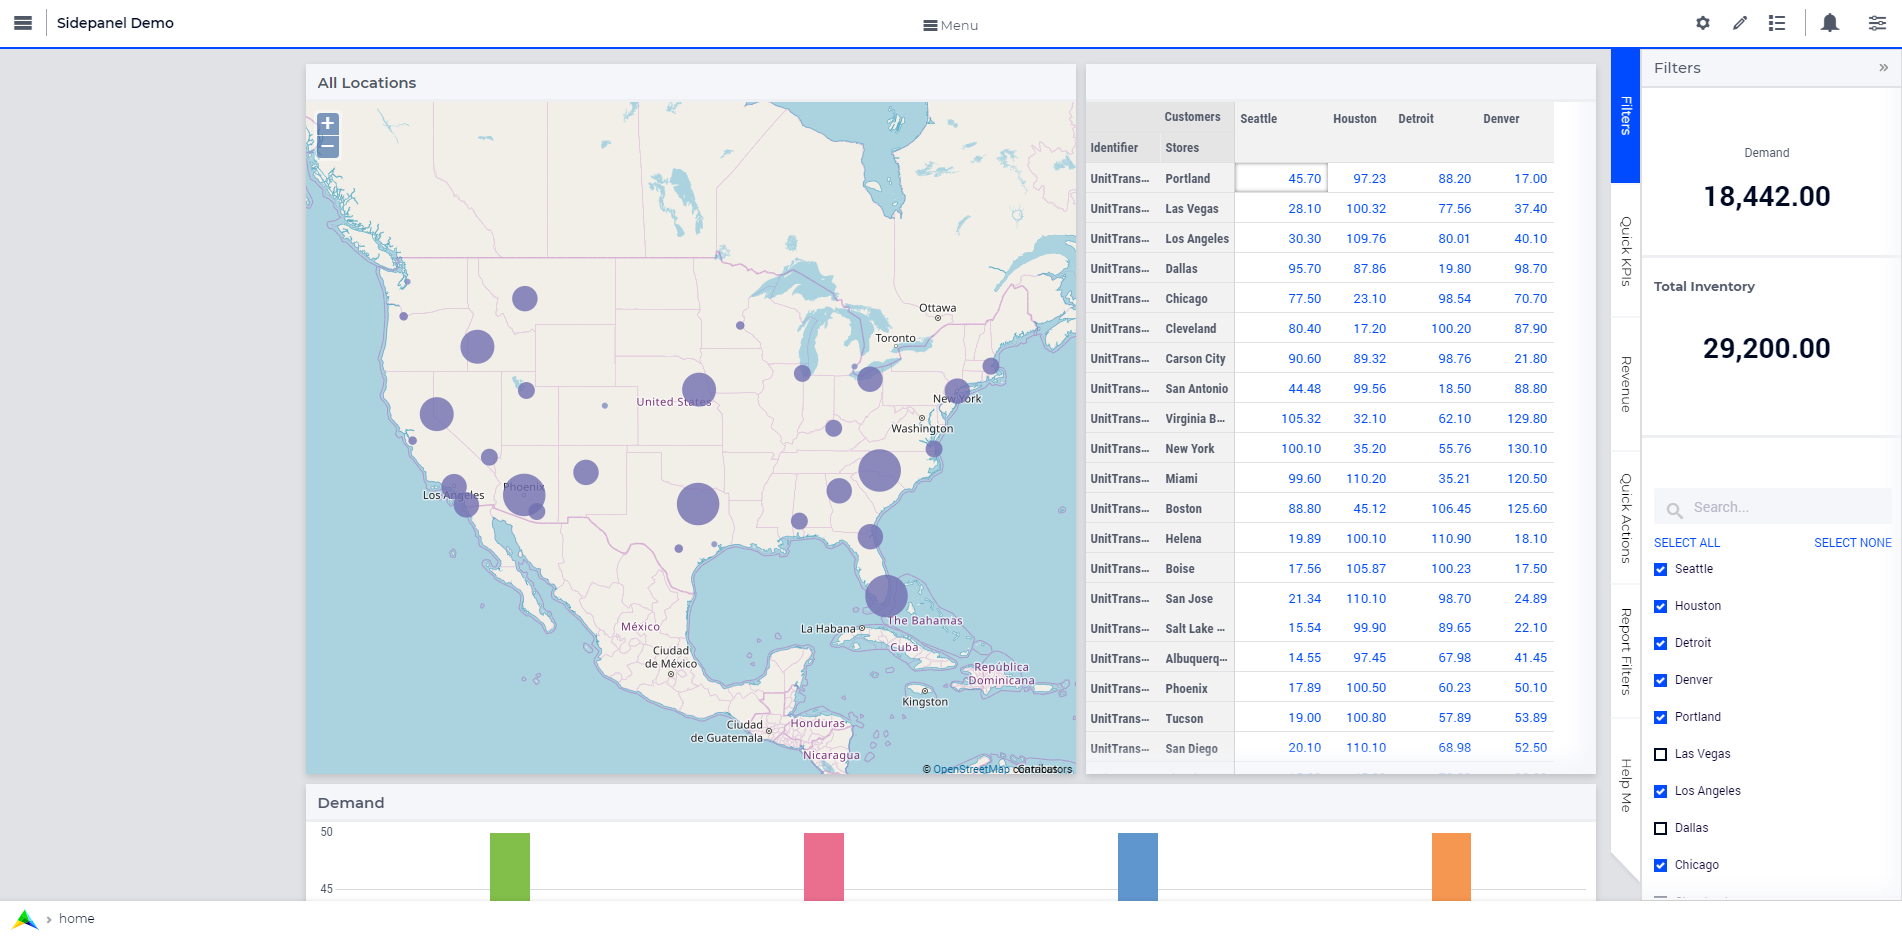 Sidepanel Demo
Menu
All Locations
+
−
Ottawa
Toronto
United States
New York
Washington
Los Angeles
Phoenix
The Bahamas
La Habana
México
Cuba
Ciudad
de México
República
Dominicana
Kingston
Ciudad
de Guatemala
Honduras
Nicaragua
© OpenStreetMap contributors.
Customers Seattle Houston Detroit Denver
Identifier Stores
UnitTrans... Portland 45.70 97.23 88.20 17.00
UnitTrans... Las Vegas 28.10 100.32 77.56 37.40
UnitTrans... Los Angeles 30.30 109.76 80.01 40.10
UnitTrans... Dallas 95.70 87.86 19.80 98.70
UnitTrans... Chicago 77.50 23.10 98.54 70.70
UnitTrans... Cleveland 80.40 17.20 100.20 87.90
UnitTrans... Carson City 90.60 89.32 98.76 21.80
UnitTrans... San Antonio 44.48 99.56 18.50 88.80
UnitTrans... Virginia B... 105.32 32.10 62.10 129.80
UnitTrans... New York 100.10 35.20 55.76 130.10
UnitTrans... Miami 99.60 110.20 35.21 120.50
UnitTrans... Boston 88.80 45.12 106.45 125.60
UnitTrans... Helena 19.89 100.10 110.90 18.10
UnitTrans... Boise 17.56 105.87 100.23 17.50
UnitTrans... San Jose 21.34 110.10 98.70 24.89
UnitTrans... Salt Lake ... 15.54 99.90 89.65 22.10
UnitTrans... Albuquerq... 14.55 97.45 67.98 41.45
UnitTrans... Phoenix 17.89 100.50 60.23 50.10
UnitTrans... Tucson 19.00 100.80 57.89 53.89
UnitTrans... San Diego 20.10 110.10 68.98 52.50
Demand
50
45
Filters
Quick KPIs
Revenue
Quick Actions
Report Filters
Help Me
Filters
»
Demand
18,442.00
Total Inventory
29,200.00
Search...
SELECT ALL SELECT NONE
Seattle
Houston
Detroit
Denver
Portland
Las Vegas
Los Angeles
Dallas
Chicago
home